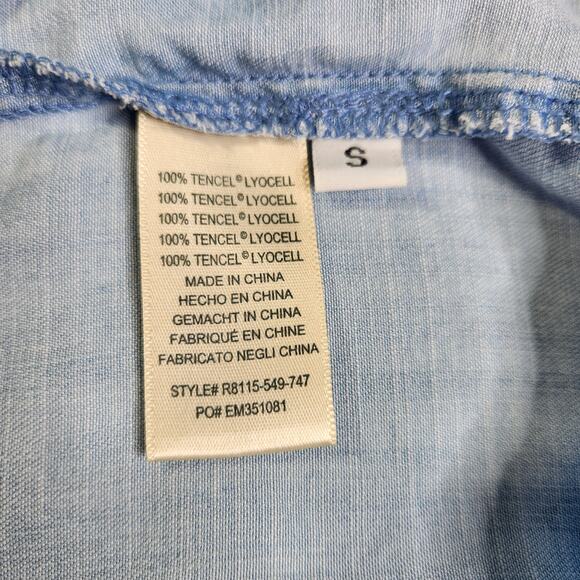 S
100% TENCEL© LYOCELL
100% TENCEL© LYOCELL
100% TENCEL© LYOCELL
100% TENCEL© LYOCELL
100% TENCEL© LYOCELL
MADE IN CHINA
HECHO EN CHINA
GEMACHT IN CHINA
FABRIQUÉ EN CHINE
FABRICATO NEGLI CHINA
STYLE# R8115-549-747
PO# EM351081